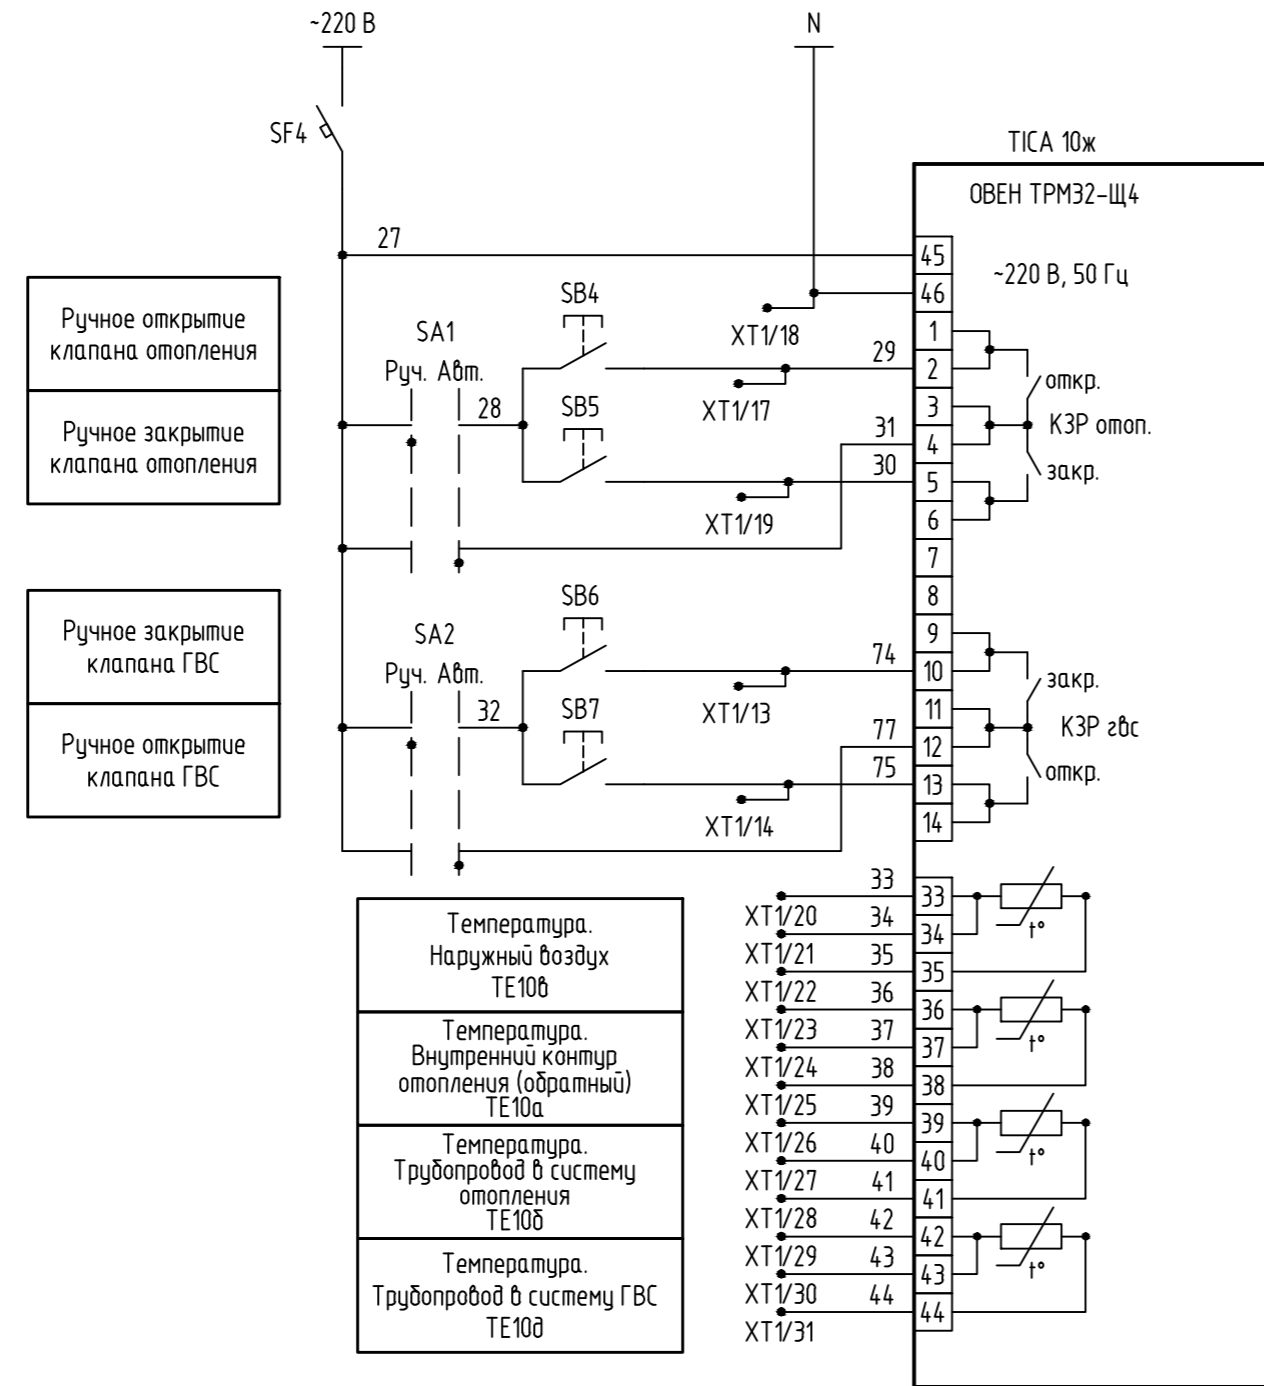 ~220 В
N
SF4
TICA 10ж
ОВЕН ТРМ32-Щ4
~220 В, 50 Гц
27
45
46
Ручное открытие
клапана отопления
Ручное закрытие
клапана отопления
SA1
Руч. Авт.
28
SB4
XT1/18
29
XT1/17
SB5
31
30
XT1/19
1
2
3
4
5
6
7
8
9
10
11
12
13
14
откр.
КЗР отоп.
закр.
Ручное закрытие
клапана ГВС
Ручное открытие
клапана ГВС
SA2
Руч. Авт.
32
SB6
74
XT1/13
SB7
77
75
XT1/14
закр.
КЗР гвс
откр.
Температура.
Наружный воздух
ТЕ10в
Температура.
Внутренний контур
отопления (обратный)
ТЕ10а
Температура.
Трубопровод в систему
отопления
ТЕ10б
Температура.
Трубопровод в систему ГВС
ТЕ10д
33
XT1/20
34
XT1/21
35
XT1/22
36
XT1/23
37
XT1/24
38
XT1/25
39
XT1/26
40
XT1/27
41
XT1/28
42
XT1/29
43
XT1/30
44
XT1/31
33
34
35
36
37
38
39
40
41
42
43
44
t°
t°
t°
t°